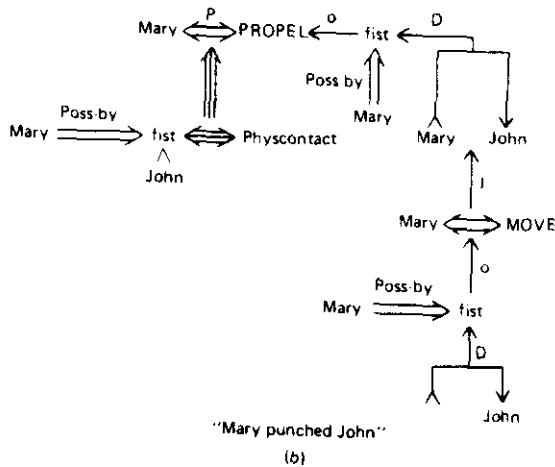 P O D
Mary PROPEL fist
Poss by
Mary
Poss-by
Mary fist Physcontact
John
Mary John
I
Mary MOVE
o
Poss-by
Mary fist
D
John
"Mary punched John"
(b)